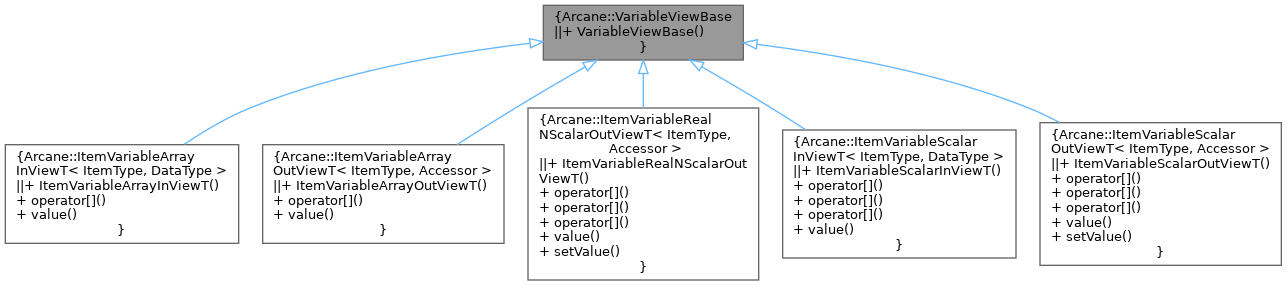 {Arcane::VariableViewBase
||+ VariableViewBase()
}
{Arcane::ItemVariableArray
InViewT< ItemType, DataType >
||+ ItemVariableArrayInViewT()
+ operator[]()
+ value()
}
{Arcane::ItemVariableArray
OutViewT< ItemType, Accessor >
||+ ItemVariableArrayOutViewT()
+ operator[]()
+ value()
}
{Arcane::ItemVariableReal
NScalarOutViewT< ItemType,
Accessor >
||+ ItemVariableRealNScalarOut
ViewT()
+ operator[]()
+ operator[]()
+ operator[]()
+ value()
+ setValue()
}
{Arcane::ItemVariableScalar
InViewT< ItemType, DataType >
||+ ItemVariableScalarInViewT()
+ operator[]()
+ operator[]()
+ operator[]()
+ value()
}
{Arcane::ItemVariableScalar
OutViewT< ItemType, Accessor >
||+ ItemVariableScalarOutViewT()
+ operator[]()
+ operator[]()
+ operator[]()
+ value()
+ setValue()
}